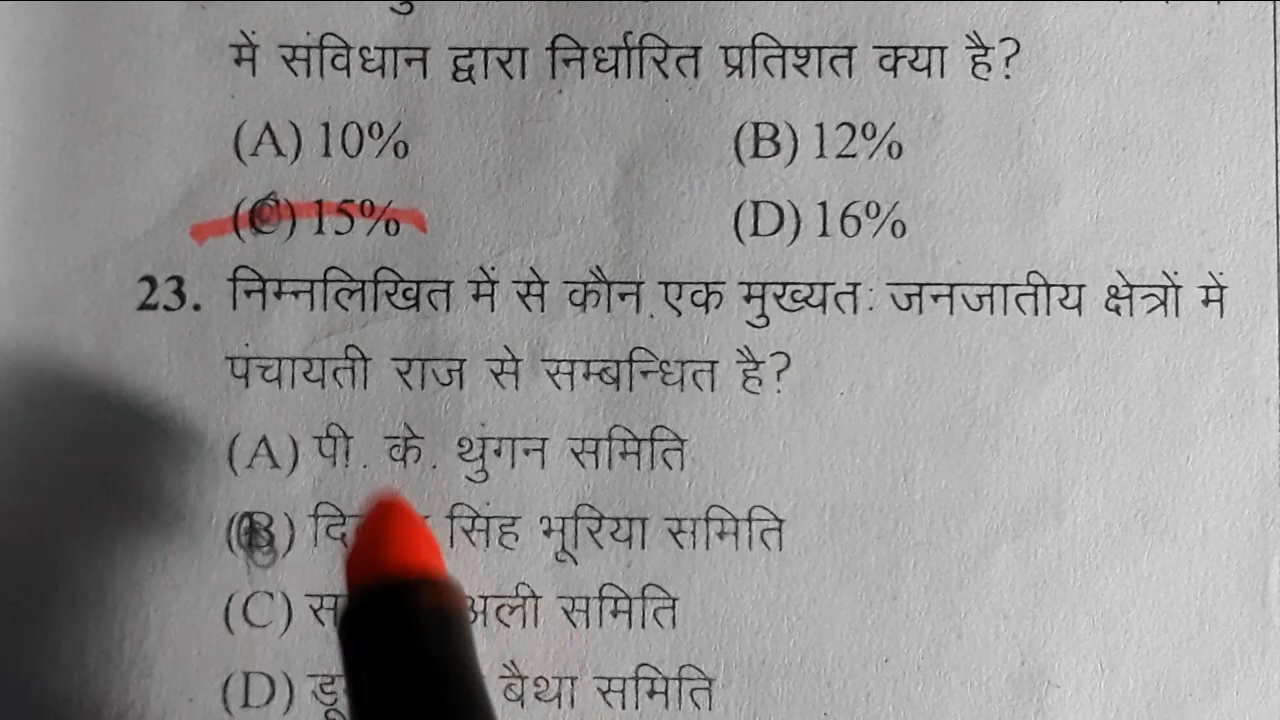 में संविधान द्वारा निर्धारित प्रतिशत क्या है?
(A) 10% (B) 12%
(C) 15% (D) 16%
23. निम्नलिखित में से कौन एक मुख्यत: जनजातीय क्षेत्रों में
पंचायती राज से सम्बन्धित है?
(A) पी. के. थुंगन समिति
(B) सिंह भूरिया समिति
(C) अली समिति
(D) बैथा समिति